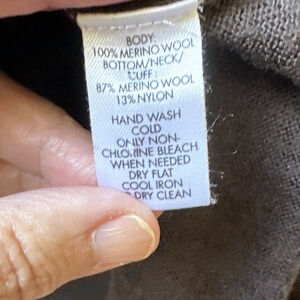 BODY:
100% MERINO WOOL
BOTTOM/NECK/
CUFF:
87% MERINO WOOL
13% NYLON
HAND WASH
COLD
ONLY NON-
CHLORINE BLEACH
WHEN NEEDED
DRY FLAT
COOL IRON
DRY CLEAN